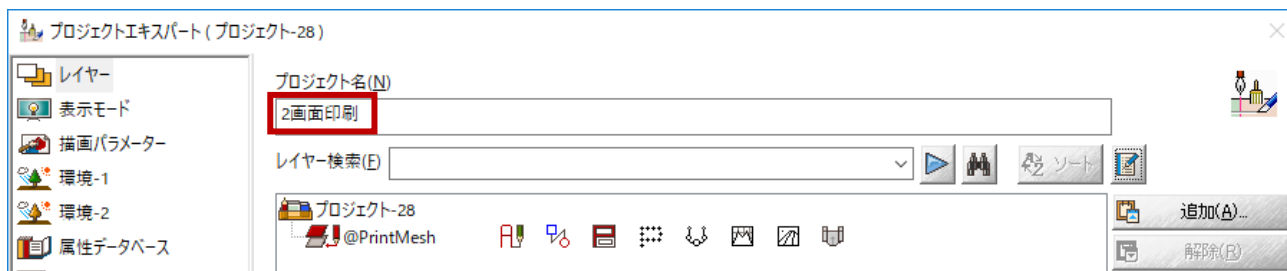 プロジェクトエキスパート ( プロジェクト-28 )
レイヤー
表示モード
描画パラメーター
環境-1
環境-2
属性データベース
プロジェクト名(N)
2画面印刷
レイヤー検索(F)
ソート
プロジェクト-28
@PrintMesh
追加(A)...
解除(R)